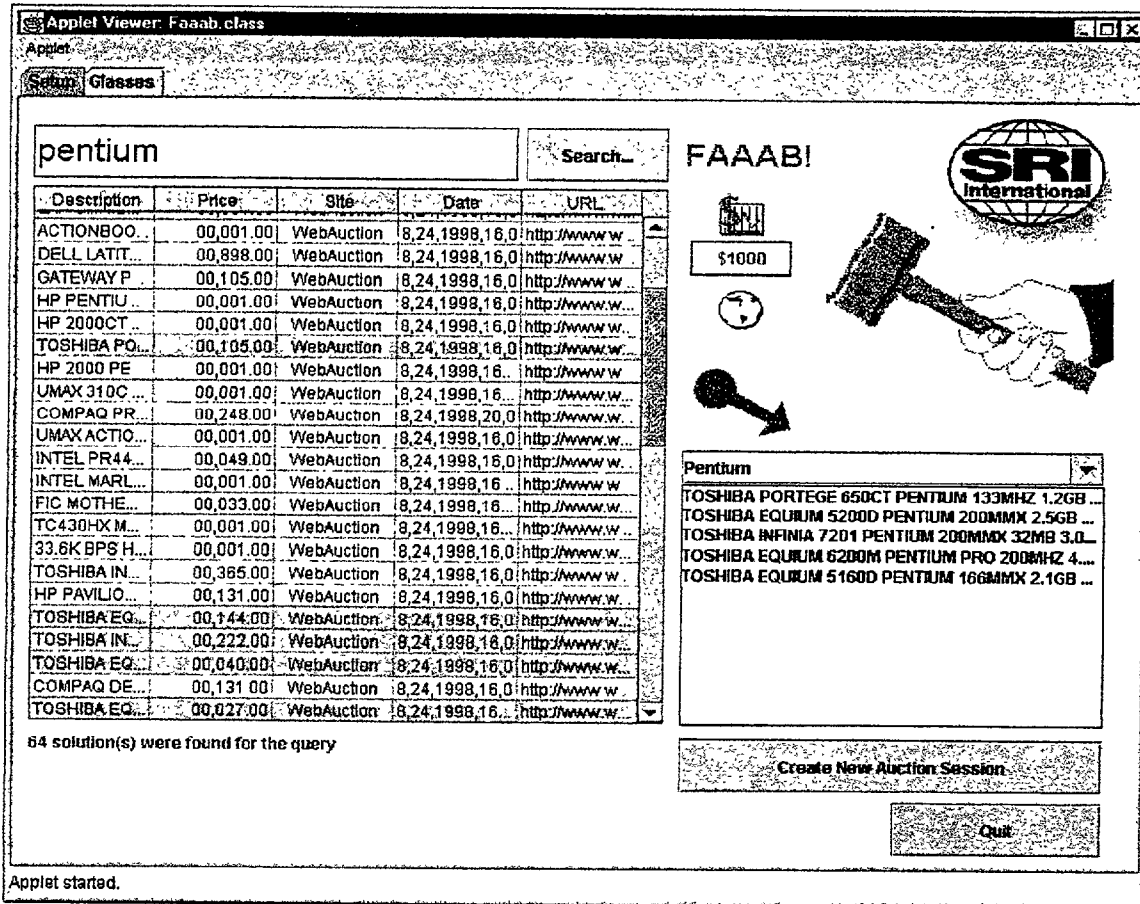 Applet Viewer: Faaab.class
Applet
Setup Glasses
pentium Search...
FAAAB!
SRI
International
$1000
Description Price Site Date URL
ACTIONBOO... 00,001.00 WebAuction 8,24,1998,16,0 http://www.w...
DELL LATIT... 00,898.00 WebAuction 8,24,1998,16,0 http://www.w...
GATEWAY P... 00,105.00 WebAuction 8,24,1998,16,0 http://www.w...
HP PENTIU... 00,001.00 WebAuction 8,24,1998,16,0 http://www.w...
HP 2000CT... 00,001.00 WebAuction 8,24,1998,16,0 http://www.w...
TOSHIBA PO... 00,105.00 WebAuction 8,24,1998,16,0 http://www.w...
HP 2000 PE 00,001.00 WebAuction 8,24,1998,16... http://www.w
UMAX 310C ... 00,001.00 WebAuction 8,24,1998,16... http://www.w...
COMPAQ PR... 00,248.00 WebAuction 8,24,1998,20,0 http://www.w...
UMAX ACTIO... 00,001.00 WebAuction 8,24,1998,16,0 http://www.w...
INTEL PR44... 00,049.00 WebAuction 8,24,1998,16,0 http://www.w...
INTEL MARL... 00,001.00 WebAuction 8,24,1998,16... http://www.w
FIC MOTHE... 00,033.00 WebAuction 8,24,1998,16... http://www.w...
TC430HX M... 00,001.00 WebAuction 8,24,1998,16... http://www.w...
33.6K BPS H... 00,001.00 WebAuction 8,24,1998,16,0 http://www.w...
TOSHIBA IN... 00,365.00 WebAuction 8,24,1998,16,0 http://www.w...
HP PAVILIO... 00,131.00 WebAuction 8,24,1998,16,0 http://www.w...
TOSHIBA EQ... 00,144.00 WebAuction 8,24,1998,16,0 http://www.w...
TOSHIBA IN... 00,222.00 WebAuction 8,24,1998,16,0 http://www.w...
TOSHIBA EQ... 00,040.00 WebAuction 8,24,1998,16,0 http://www.w...
COMPAQ DE... 00,131.00 WebAuction 8,24,1998,16,0 http://www.w...
TOSHIBA EQ... 00,027.00 WebAuction 8,24,1998,16... http://www.w...
64 solution(s) were found for the query
Pentium
TOSHIBA PORTEGE 650CT PENTIUM 133MHZ 1.2GB ...
TOSHIBA EQUIUM 5200D PENTIUM 200MMX 2.5GB ...
TOSHIBA INFINIA 7201 PENTIUM 200MMX 32MB 3.0...
TOSHIBA EQUIUM 6200M PENTIUM PRO 200MHZ 4....
TOSHIBA EQUIUM 5160D PENTIUM 166MMX 2.1GB ...
Create New Auction Session
Quit
Applet started.